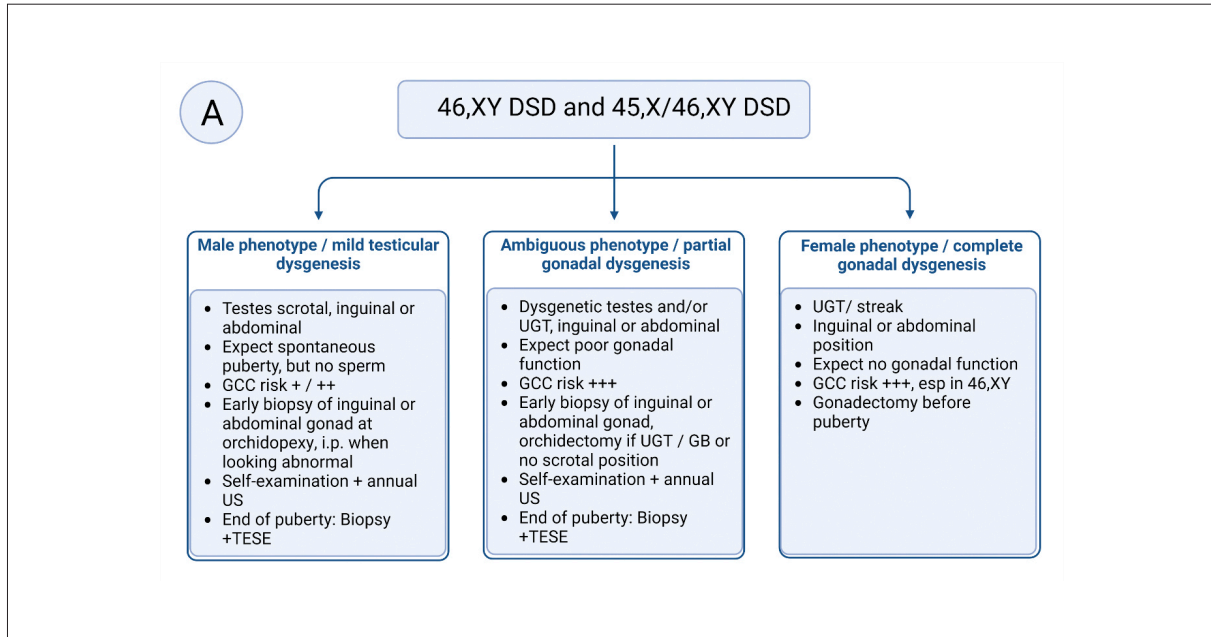 A
46,XY DSD and 45,X/46,XY DSD
Male phenotype / mild testicular
dysgenesis
• Testes scrotal, inguinal or
abdominal
• Expect spontaneous
puberty, but no sperm
• GCC risk + / ++
• Early biopsy of inguinal or
abdominal gonad at
orchidopexy, i.p. when
looking abnormal
• Self-examination + annual
US
• End of puberty: Biopsy
+TESE
Ambiguous phenotype / partial
gonadal dysgenesis
• Dysgenetic testes and/or
UGT, inguinal or abdominal
• Expect poor gonadal
function
• GCC risk +++
• Early biopsy of inguinal or
abdominal gonad,
orchidectomy if UGT / GB or
no scrotal position
• Self-examination + annual
US
• End of puberty: Biopsy
+TESE
Female phenotype / complete
gonadal dysgenesis
• UGT/ streak
• Inguinal or abdominal
position
• Expect no gonadal function
• GCC risk +++, esp in 46,XY
• Gonadectomy before
puberty